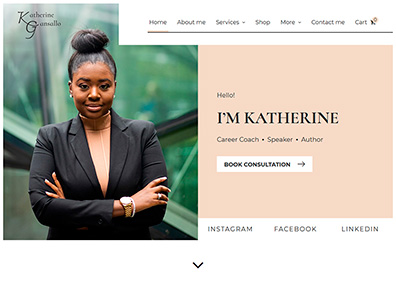 Katherine
Gansallo
Home About me Services Shop More Contact me Cart 0
Hello!
I'M KATHERINE
Career Coach • Speaker • Author
BOOK CONSULTATION
INSTAGRAM FACEBOOK LINKEDIN